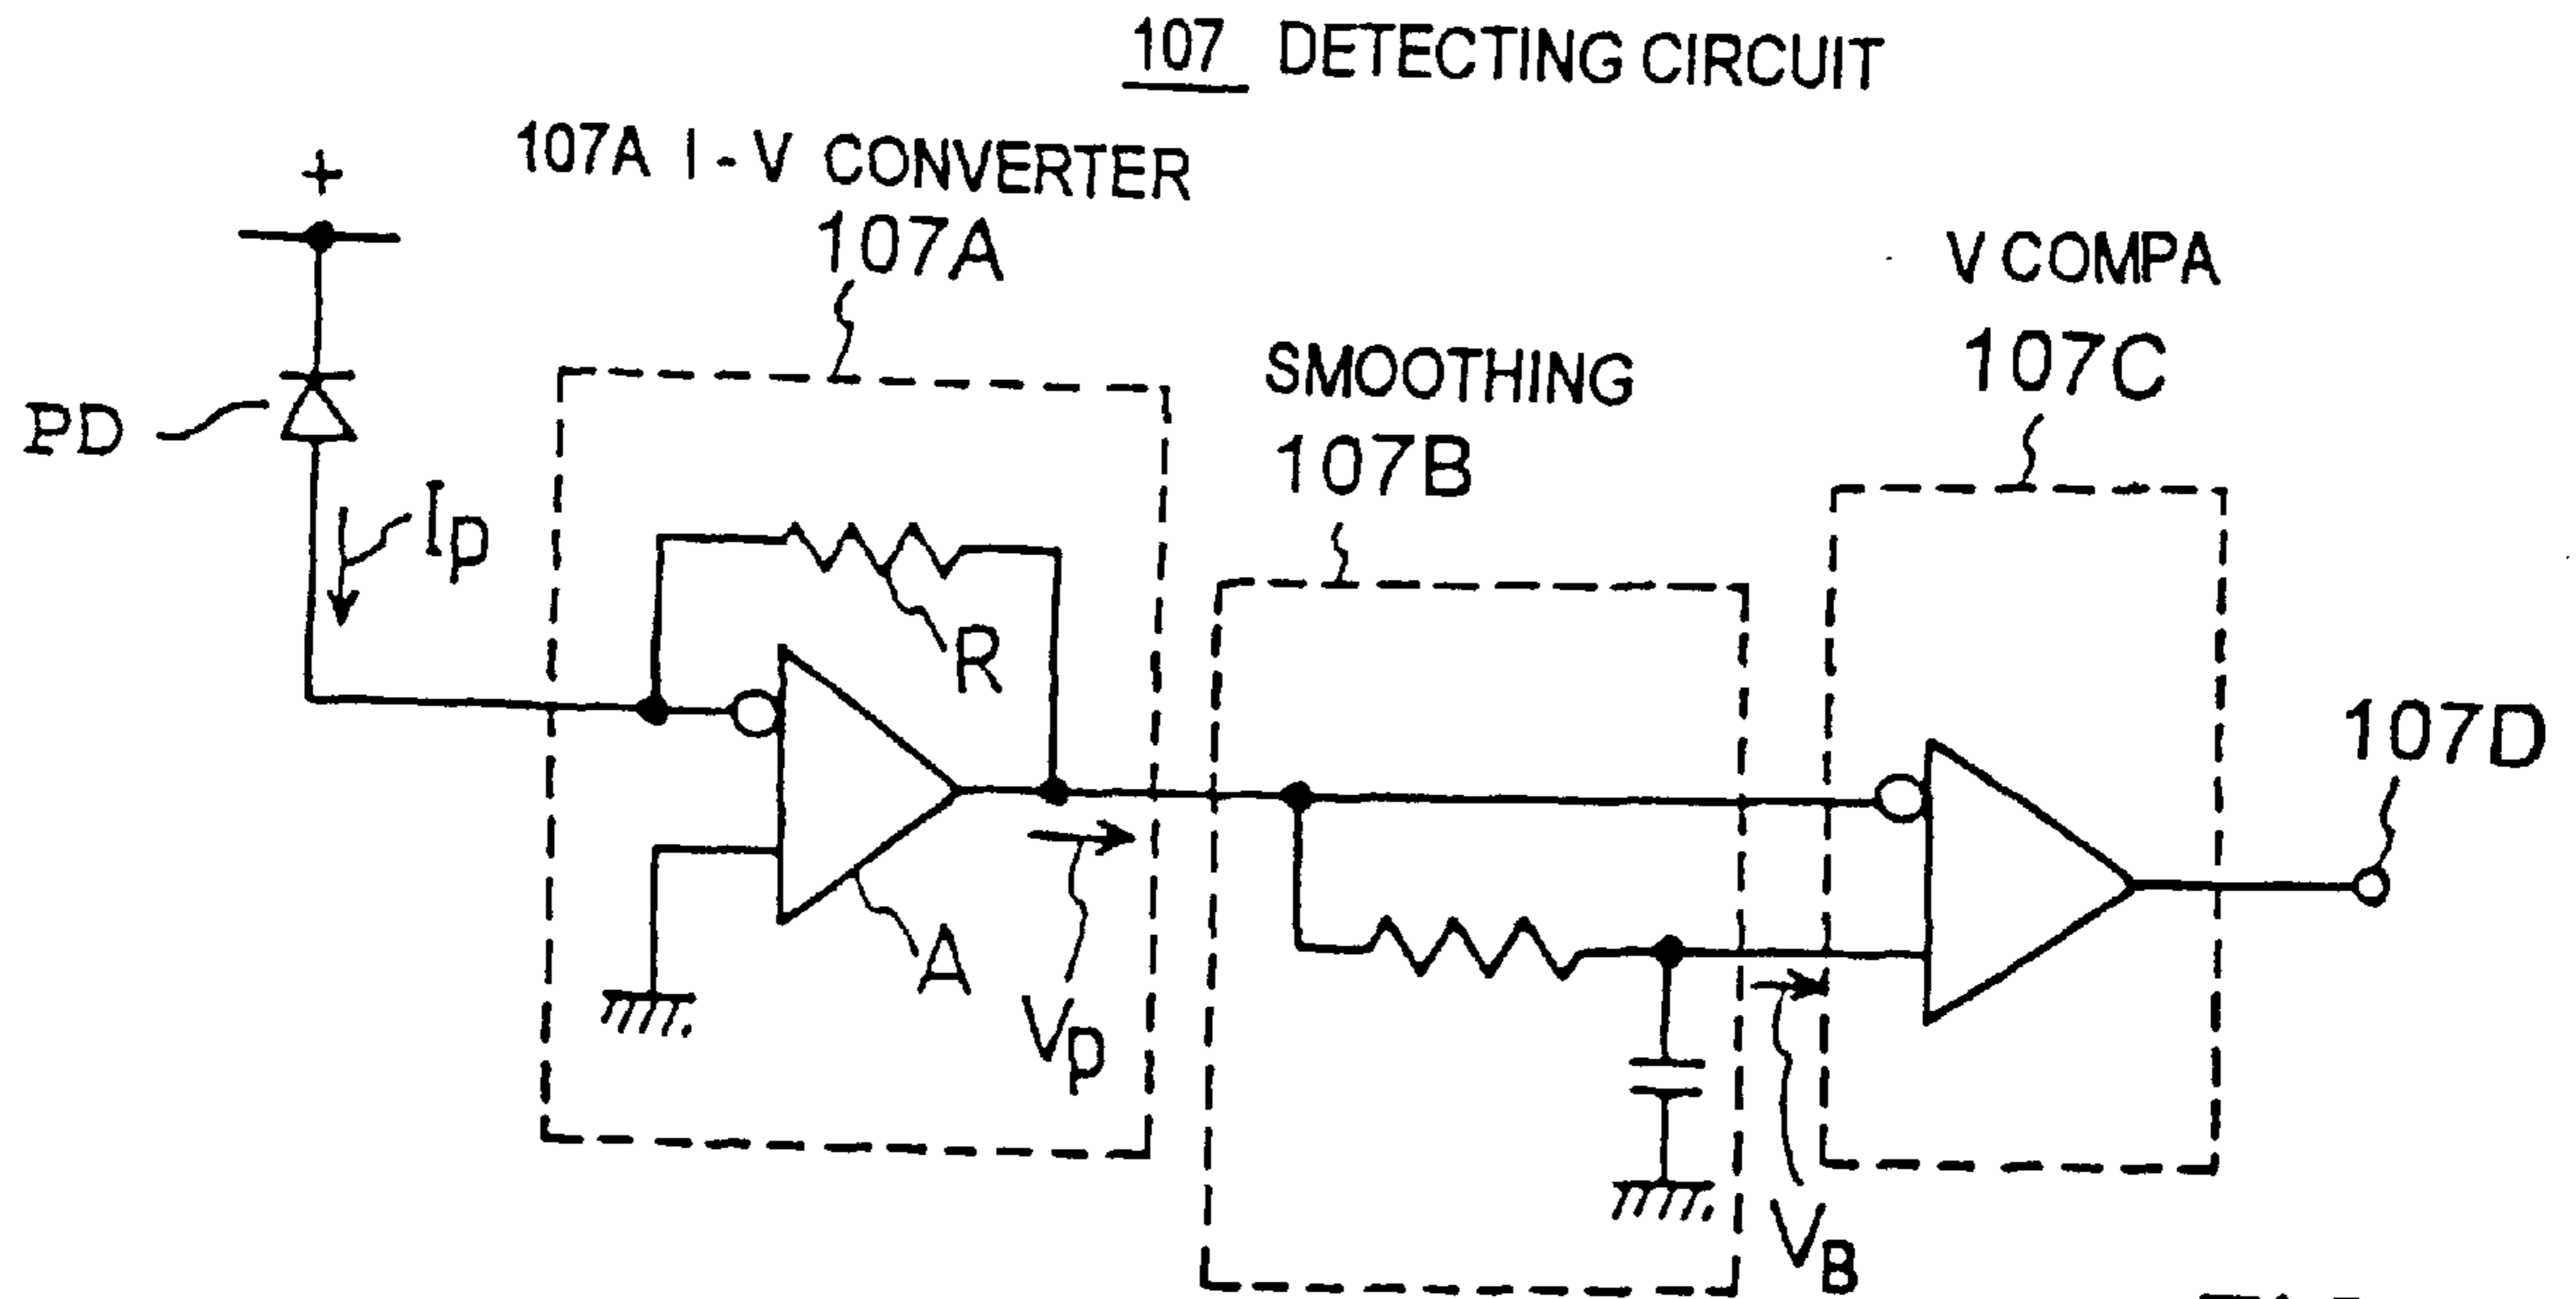 107 DETECTING CIRCUIT
107A I - V CONVERTER
107A
+
V COMPA
107C
SMOOTHING
107B
PD
Ip
R
107D
A
Vp
VB